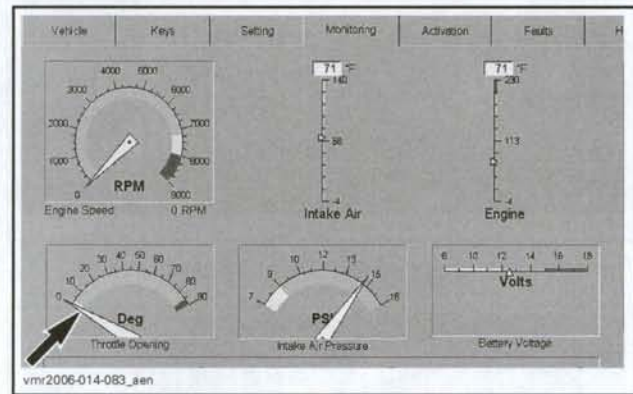 Vehicle Keys Setting Monitoring Activation Faults H
0 1000 2000 3000 4000 5000 6000 7000 8000 9000
RPM
Engine Speed 0 RPM
71 °F
140
-4
Intake Air
71 °F
230
113
-4
Engine
0 10 20 30 40 50 60 70 80 90
Deg
Throttle Opening
7 9 10 12 13 15 16
Intake Air Pressure
6 8 10 12 14 16 18
Volts
Battery Voltage
vmr2006-014-083_aen